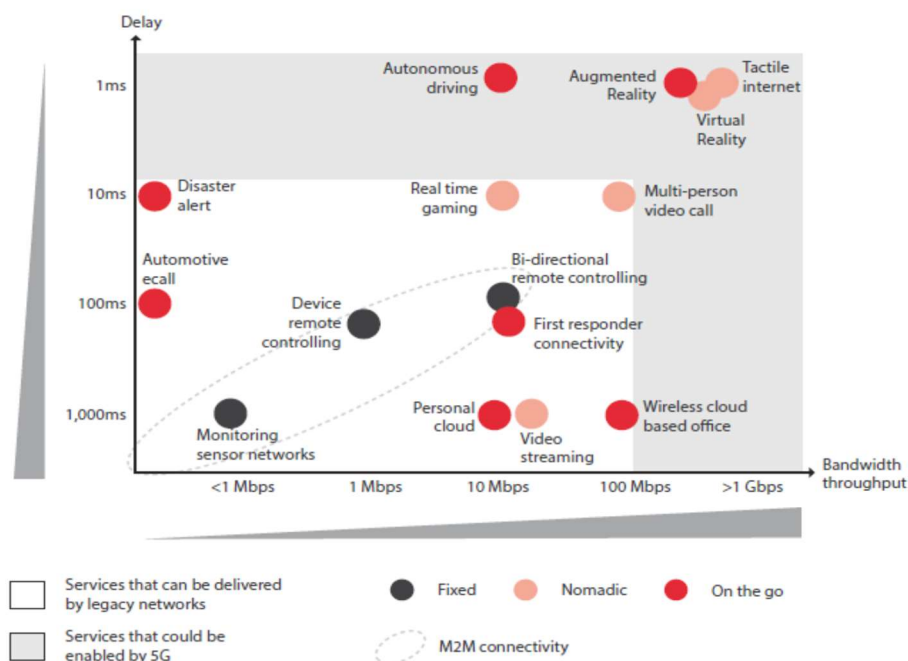 Delay
1ms
Autonomous
driving
Augmented
Reality
Tactile
internet
Virtual
Reality
10ms
Disaster
alert
Real time
gaming
Multi-person
video call
Automotive
ecall
Bi-directional
remote controlling
100ms
Device
remote
controlling
First responder
connectivity
1,000ms
Monitoring
sensor networks
Personal
cloud
Video
streaming
Wireless cloud
based office
Bandwidth
throughput
<1 Mbps
1 Mbps
10 Mbps
100 Mbps
>1 Gbps
Services that can be delivered
by legacy networks
Fixed
Nomadic
On the go
Services that could be
enabled by 5G
M2M connectivity